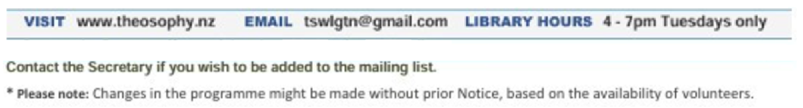 VISIT www.theosophy.nz EMAIL tswlgtn@gmail.com LIBRARY HOURS 4 - 7pm Tuesdays only
Contact the Secretary if you wish to be added to the mailing list.
* Please note: Changes in the programme might be made without prior Notice, based on the availability of volunteers.